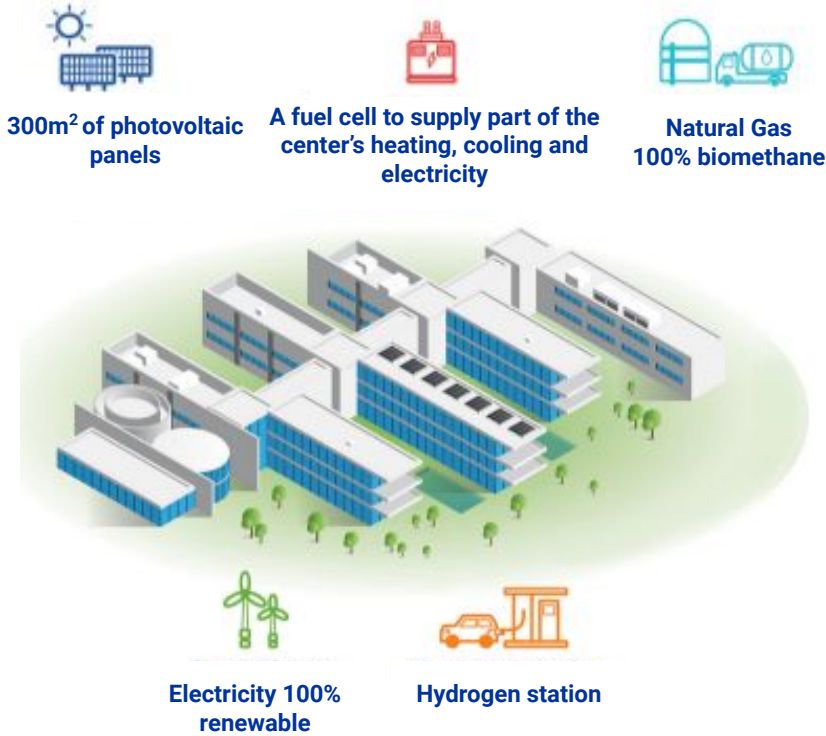 300m² of photovoltaic
panels
A fuel cell to supply part of the
center's heating, cooling and
electricity
Natural Gas
100% biomethane
Electricity 100%
renewable
Hydrogen station